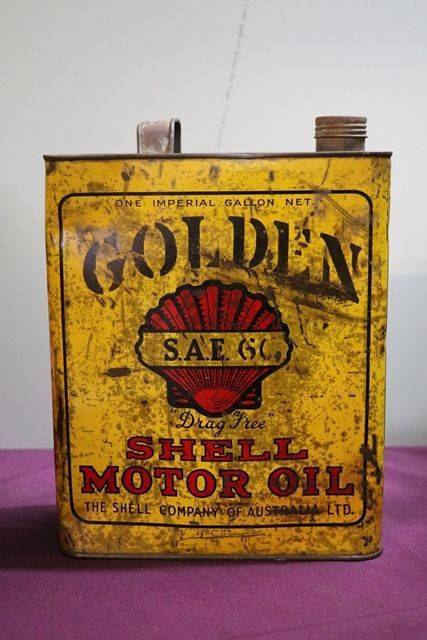 ONE IMPERIAL GALLON NET.
GOLDEN
S.A.E. 60
"Drag Free"
SHELL
MOTOR OIL
THE SHELL COMPANY OF AUSTRALIA LTD.